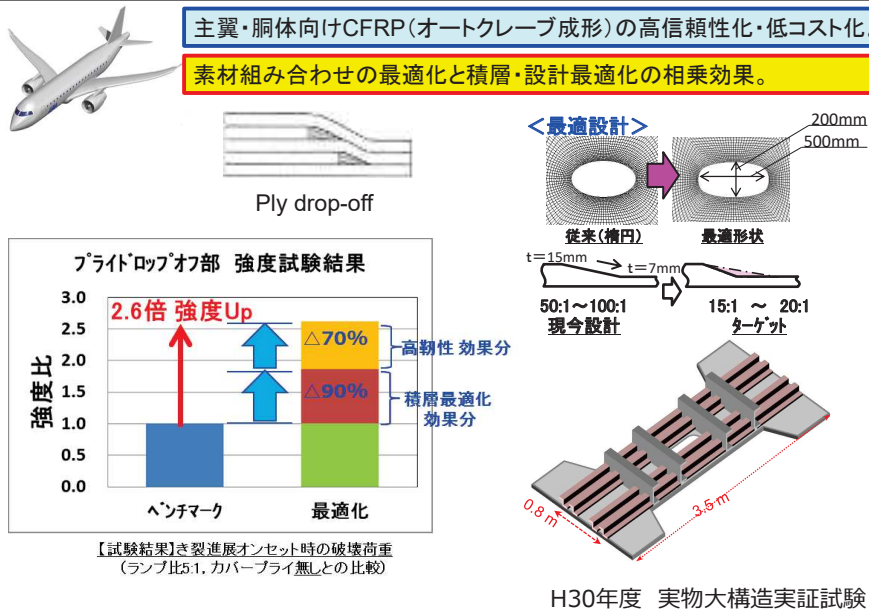 主翼・胴体向けCFRP(オートクレーブ成形)の高信頼性化・低コスト化。
素材組み合わせの最適化と積層・設計最適化の相乗効果。
Ply drop-off
＜最適設計＞
200mm
500mm
従来(楕円)
最適形状
t＝15mm
t＝7mm
50:1～100:1
15:1 ～ 20:1
現今設計
ターゲット
プライドロップオフ部 強度試験結果
強度比
3.0
2.5
2.0
1.5
1.0
0.5
0.0
2.6倍 強度Up
△70%
高靭性 効果分
△90%
積層最適化
効果分
ベンチマーク
最適化
【試験結果】き裂進展オンセット時の破壊荷重
(ランプ比5:1, カバープライ無しとの比較)
0.8 m
3.5 m
H30年度 実物大構造実証試験